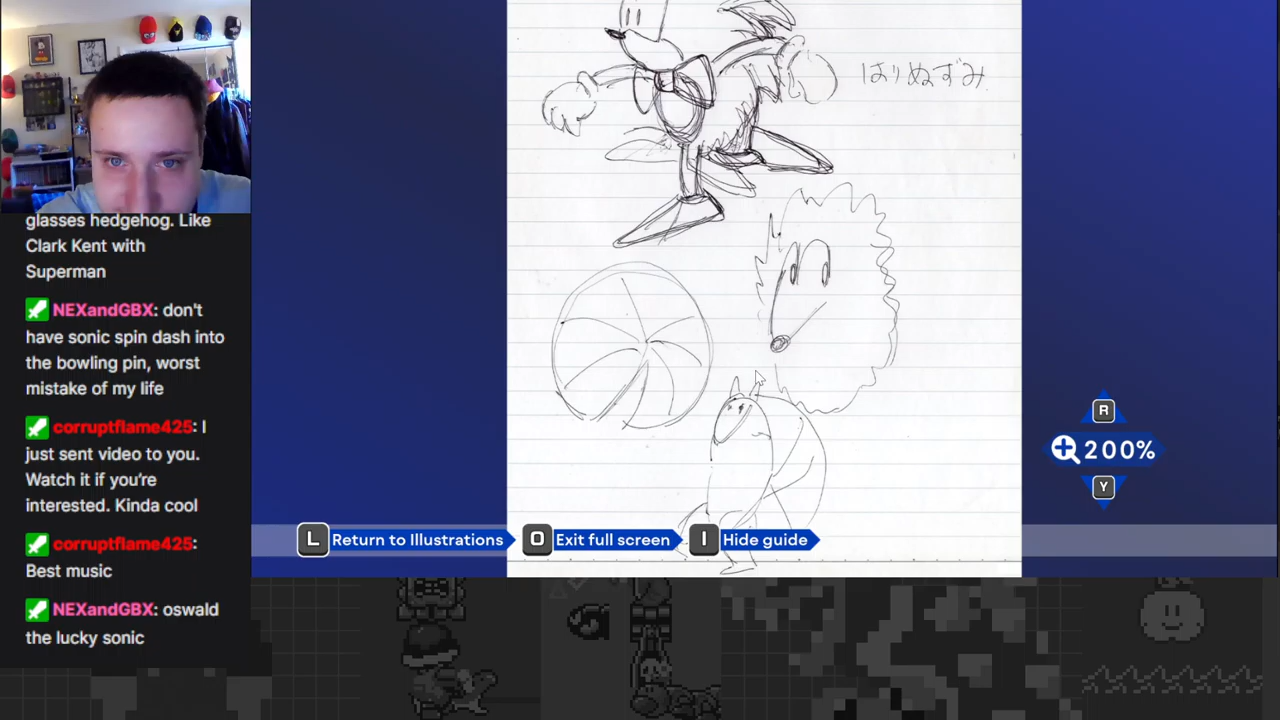 はりぬずみ
glasses hedgehog. Like
Clark Kent with
Superman
NEXandGBX: don't
have sonic spin dash into
the bowling pin, worst
mistake of my life
corruptflame425: I
just sent video to you.
Watch it if you're
interested. Kinda cool
corruptflame425:
Best music
NEXandGBX: oswald
the lucky sonic
R
200%
Y
L Return to Illustrations O Exit full screen I Hide guide